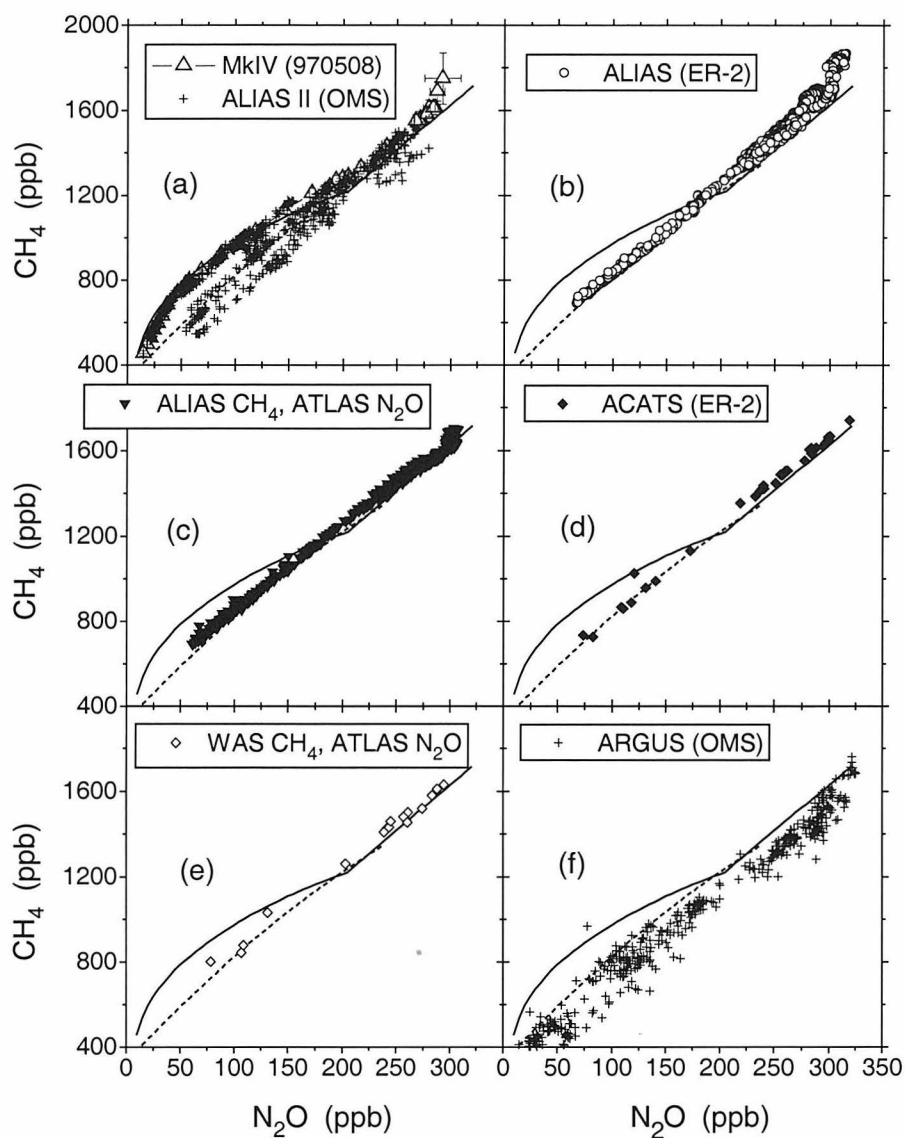 2000
1600
1200
800
400
CH₄ (ppb)
MkIV (970508)
ALIAS II (OMS)
(a)
ALIAS (ER-2)
(b)
1600
1200
800
400
CH₄ (ppb)
ALIAS CH₄, ATLAS N₂O
(c)
ACATS (ER-2)
(d)
1600
1200
800
400
CH₄ (ppb)
WAS CH₄, ATLAS N₂O
(e)
ARGUS (OMS)
(f)
0 50 100 150 200 250 300
0 50 100 150 200 250 300 350
N₂O (ppb)
N₂O (ppb)